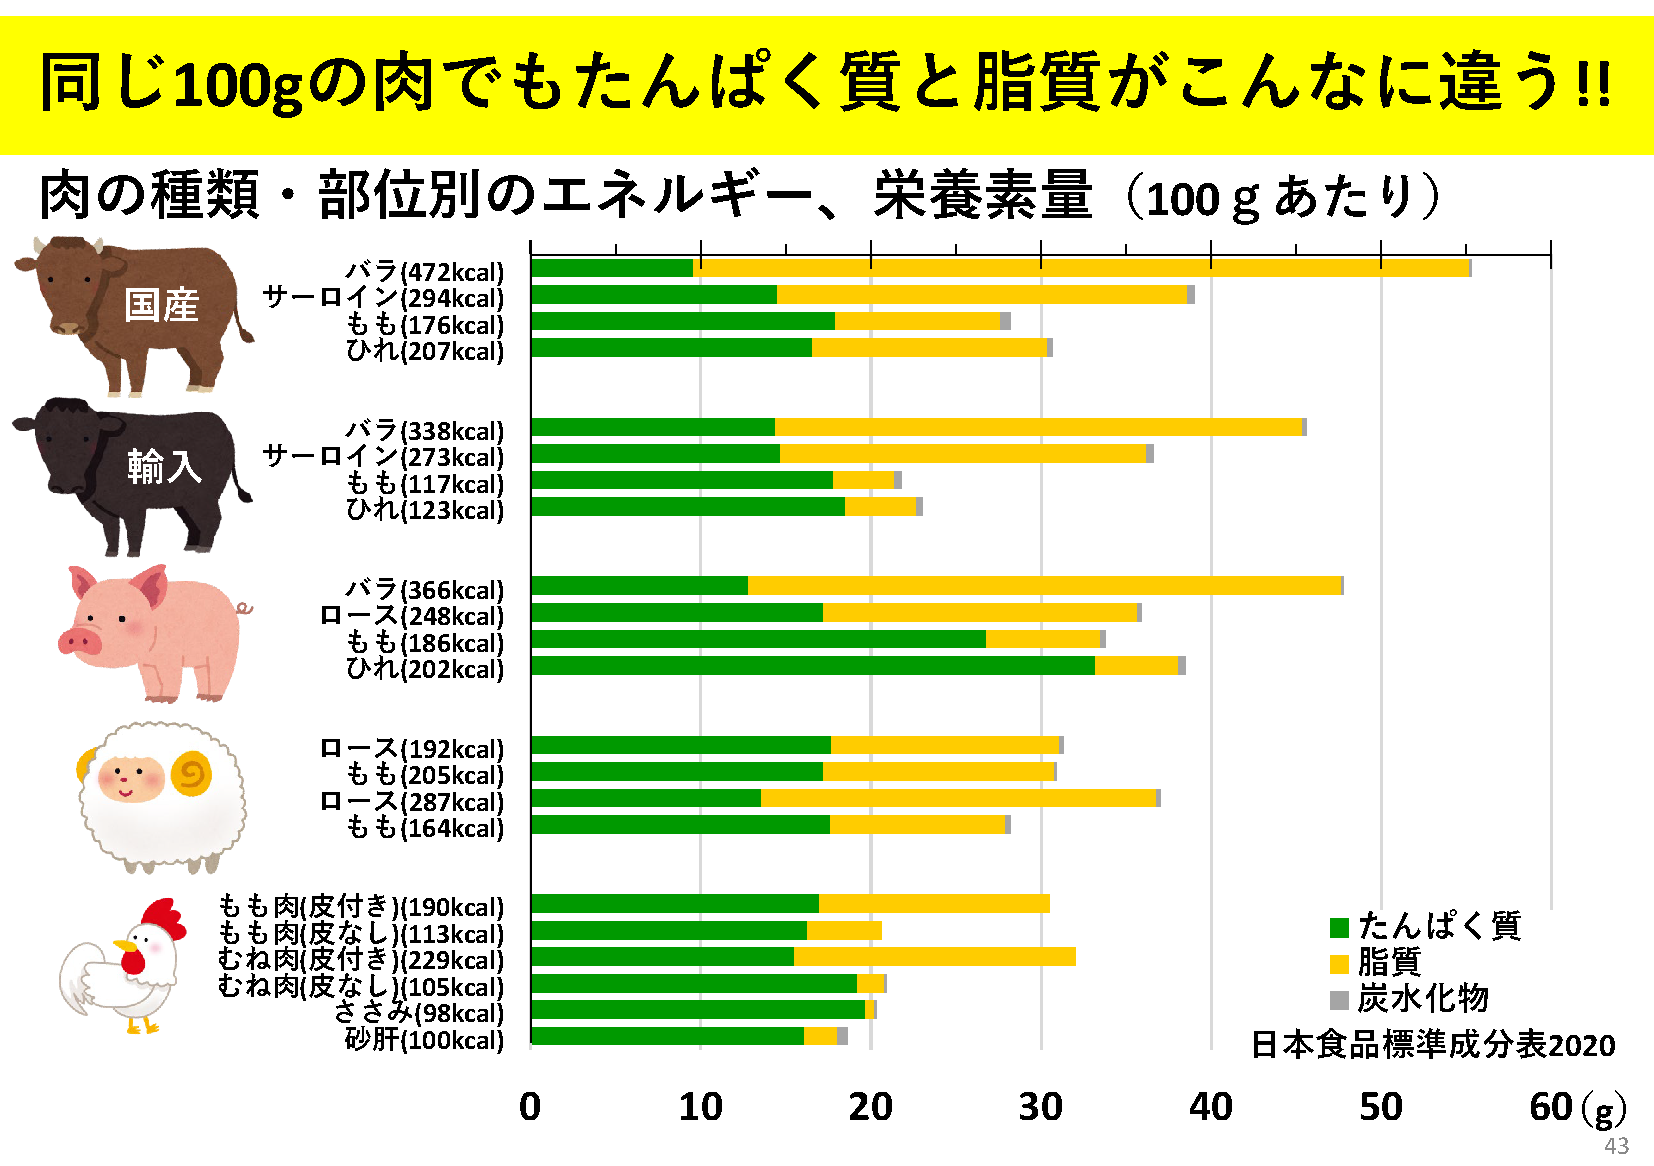 同じ100gの肉でもたんぱく質と脂質がこんなに違う!!
肉の種類・部位別のエネルギー、栄養素量（100ｇあたり）
国産
バラ(472kcal)
サーロイン(294kcal)
もも(176kcal)
ひれ(207kcal)
輸入
バラ(338kcal)
サーロイン(273kcal)
もも(117kcal)
ひれ(123kcal)
バラ(366kcal)
ロース(248kcal)
もも(186kcal)
ひれ(202kcal)
ロース(192kcal)
もも(205kcal)
ロース(287kcal)
もも(164kcal)
もも肉(皮付き)(190kcal)
もも肉(皮なし)(113kcal)
むね肉(皮付き)(229kcal)
むね肉(皮なし)(105kcal)
ささみ(98kcal)
砂肝(100kcal)
たんぱく質
脂質
炭水化物
日本食品標準成分表2020
0 10 20 30 40 50 60（g）
43